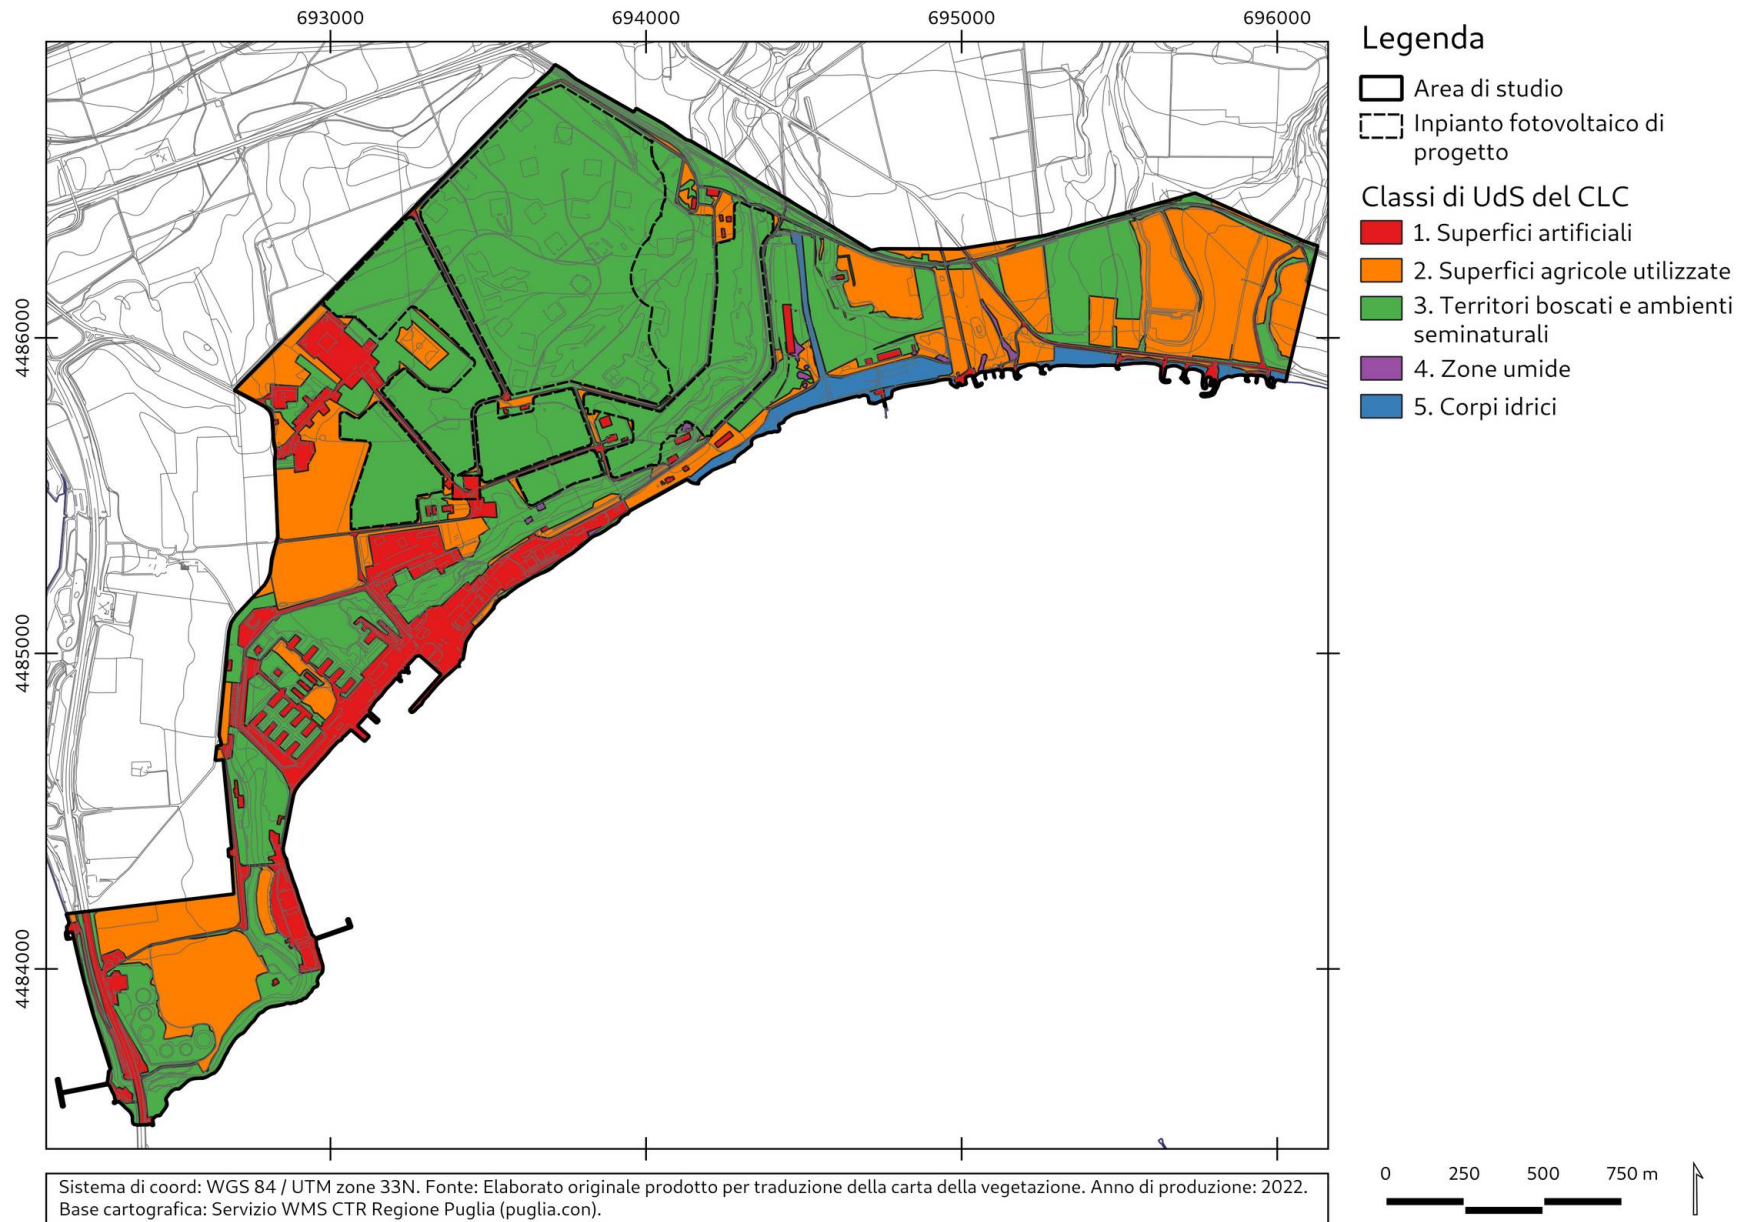 693000
694000
695000
696000
4486000
4485000
4484000
Legenda
Area di studio
Inpianto fotovoltaico di
progetto
Classi di UdS del CLC
1. Superfici artificiali
2. Superfici agricole utilizzate
3. Territori boscati e ambienti
seminaturali
4. Zone umide
5. Corpi idrici
0 250 500 750 m
Sistema di coord: WGS 84 / UTM zone 33N. Fonte: Elaborato originale prodotto per traduzione della carta della vegetazione. Anno di produzione: 2022.
Base cartografica: Servizio WMS CTR Regione Puglia (puglia.con).